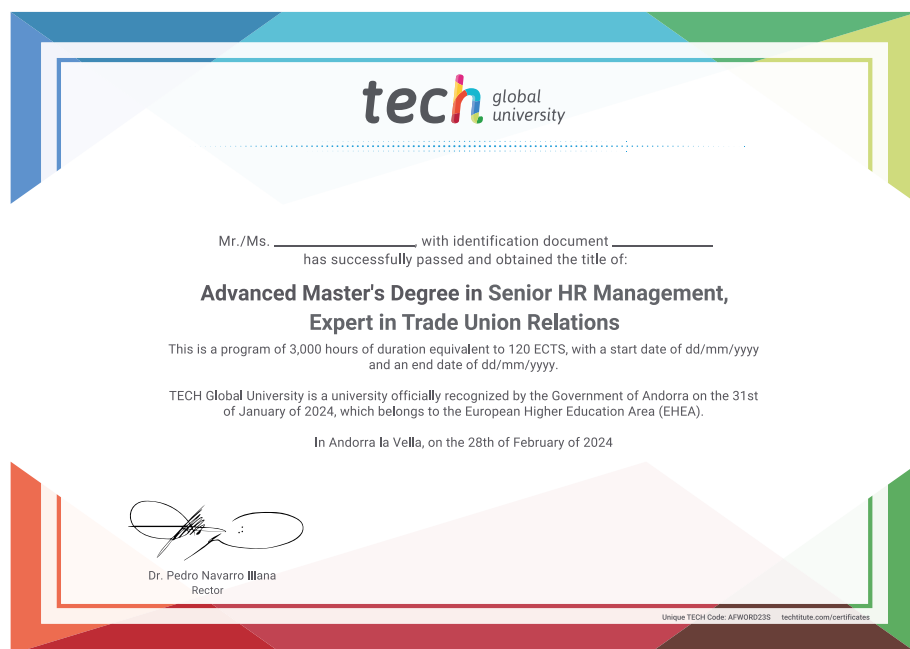 tech global
university
Mr./Ms. ____________, with identification document ____________
has successfully passed and obtained the title of:
Advanced Master's Degree in Senior HR Management,
Expert in Trade Union Relations
This is a program of 3,000 hours of duration equivalent to 120 ECTS, with a start date of dd/mm/yyyy
and an end date of dd/mm/yyyy.
TECH Global University is a university officially recognized by the Government of Andorra on the 31st
of January of 2024, which belongs to the European Higher Education Area (EHEA).
In Andorra la Vella, on the 28th of February of 2024
Dr. Pedro Navarro Illana
Rector
Unique TECH Code: AFWORD23S techtitute.com/certificates